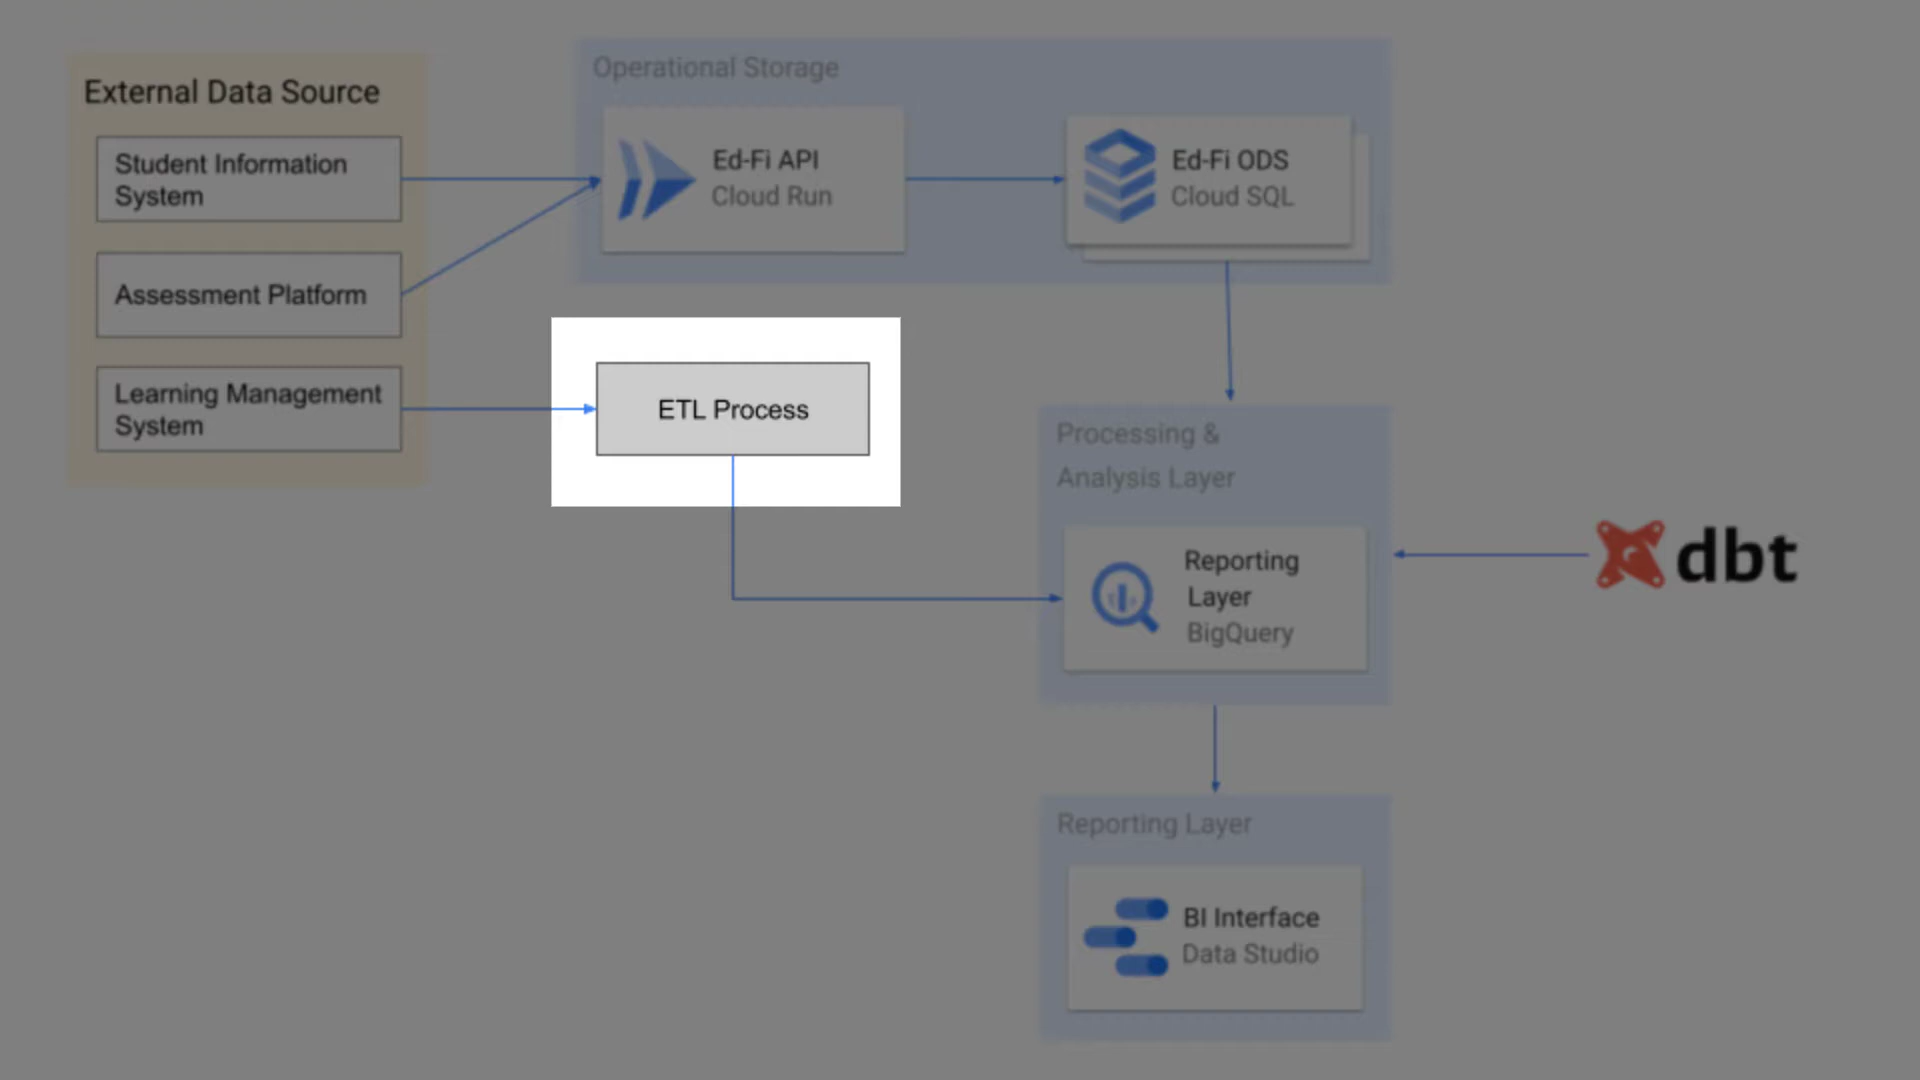 External Data Source
Student Information
System
Assessment Platform
Learning Management
System
Operational Storage
Ed-Fi API
Cloud Run
Ed-Fi ODS
Cloud SQL
ETL Process
Processing &
Analysis Layer
Reporting
Layer
BigQuery
dbt
Reporting Layer
BI Interface
Data Studio